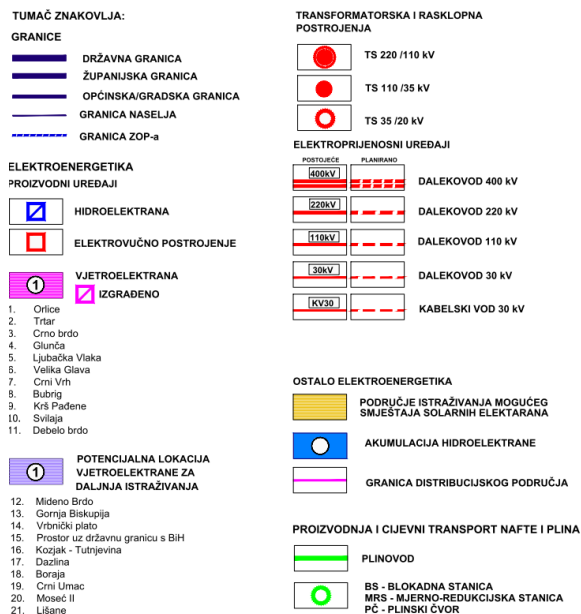 TUMAČ ZNAKOVLJA:
GRANICE
DRŽAVNA GRANICA
ŽUPANIJSKA GRANICA
OPĆINSKA/GRADSKA GRANICA
GRANICA NASELJA
GRANICA ZOP-a
ELEKTROENERGETIKA
PROIZVODNI UREĐAJI
HIDROELEKTRANA
ELEKTROVUČNO POSTROJENJE
1
VJETROELEKTRANA
IZGRAĐENO
1. Orlice
2. Trtar
3. Crno brdo
4. Glunča
5. Ljubačka Vlaka
6. Velika Glava
7. Crni Vrh
8. Bubrig
9. Krš Pađene
10. Svilaja
11. Debelo brdo
1
POTENCIJALNA LOKACIJA
VJETROELEKTRANE ZA
DALJNJA ISTRAŽIVANJA
12. Mideno Brdo
13. Gornja Biskupija
14. Vrbnički plato
15. Prostor uz državnu granicu s BiH
16. Kozjak - Tutnjevina
17. Dazlina
18. Boraja
19. Crni Umac
20. Moseć II
21. Lišane
TRANSFORMATORSKA I RASKLOPNA
POSTROJENJA
TS 220 /110 kV
TS 110 /35 kV
TS 35 /20 kV
ELEKTROPRIJENOSNI UREĐAJI
POSTOJEĆE PLANIRANO
400kV DALEKOVOD 400 kV
220kV DALEKOVOD 220 kV
110kV DALEKOVOD 110 kV
30kV DALEKOVOD 30 kV
KV30 KABELSKI VOD 30 kV
OSTALO ELEKTROENERGETIKA
PODRUČJE ISTRAŽIVANJA MOGUĆEG
SMJEŠTAJA SOLARNIH ELEKTARANA
AKUMULACIJA HIDROELEKTRANE
GRANICA DISTRIBUCIJSKOG PODRUČJA
PROIZVODNJA I CIJEVNI TRANSPORT NAFTE I PLINA
PLINOVOD
BS - BLOKADNA STANICA
MRS - MJERNO-REDUKCIJSKA STANICA
PČ - PLINSKI ČVOR